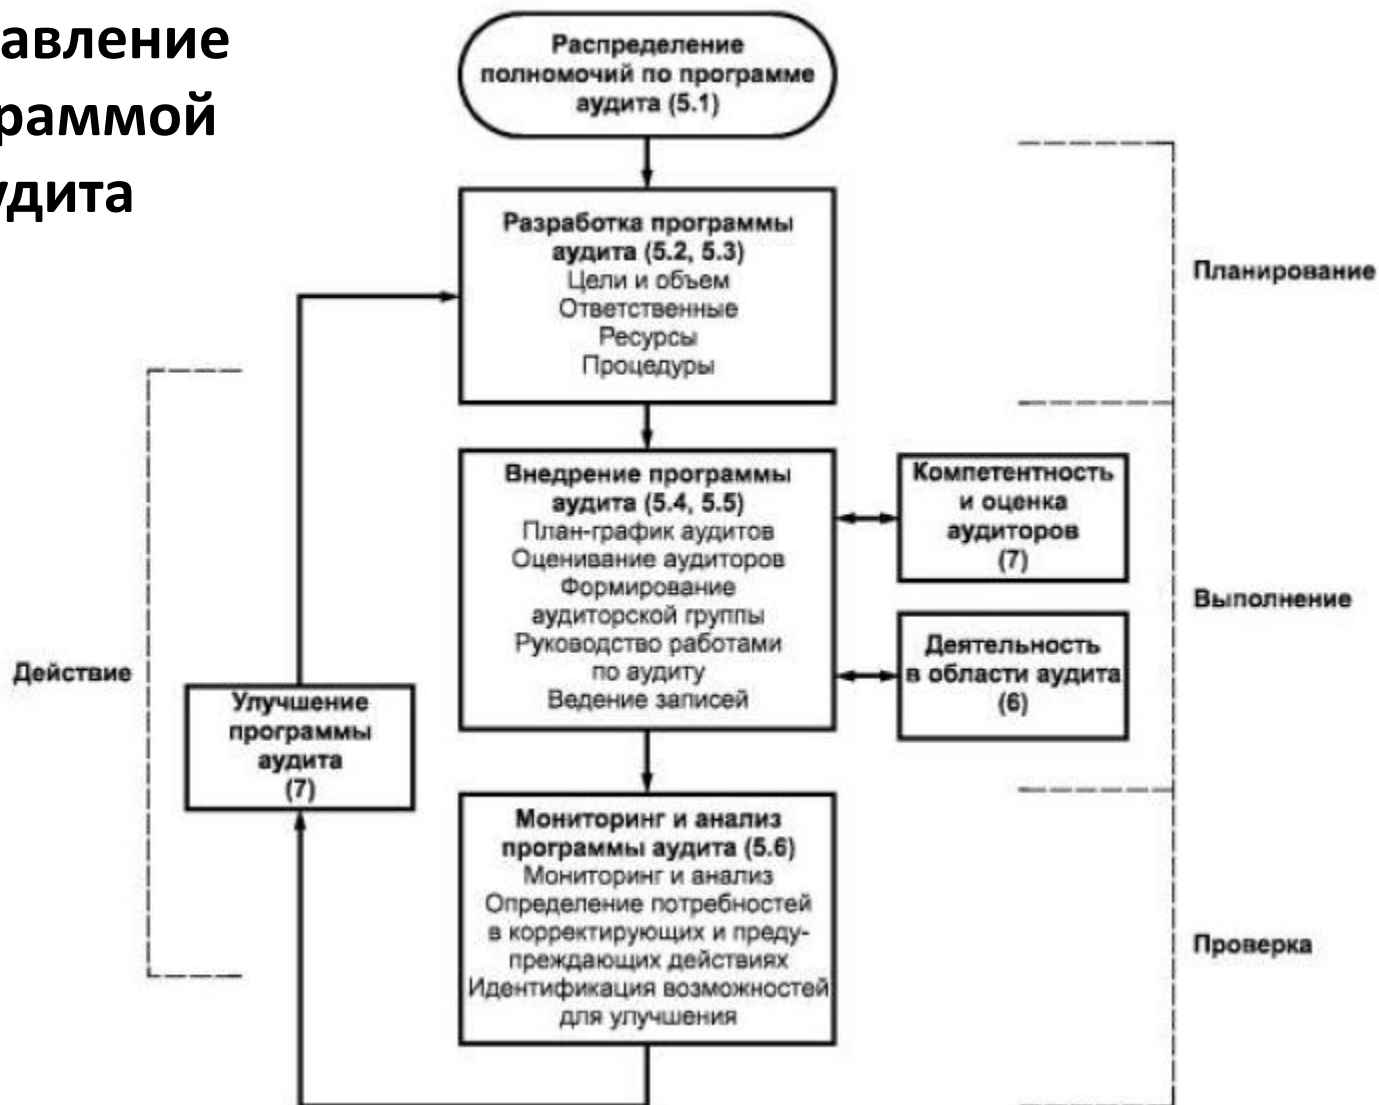 авление
раммой
удита
Распределение
полномочий по программе
аудита (5.1)
Разработка программы
аудита (5.2, 5.3)
Цели и объем
Ответственные
Ресурсы
Процедуры
Планирование
Внедрение программы
аудита (5.4, 5.5)
План-график аудитов
Оценивание аудиторов
Формирование
аудиторской группы
Руководство работами
по аудиту
Ведение записей
Компетентность
и оценка
аудиторов
(7)
Деятельность
в области аудита
(6)
Выполнение
Действие
Улучшение
программы
аудита
(7)
Мониторинг и анализ
программы аудита (5.6)
Мониторинг и анализ
Определение потребностей
в корректирующих и преду-
преждающих действиях
Идентификация возможностей
для улучшения
Проверка